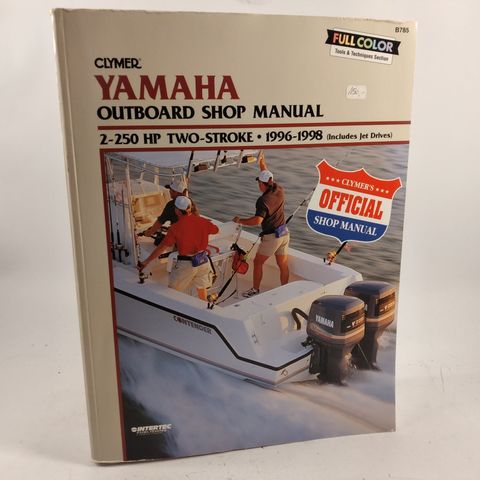 B785
FULL COLOR
Tools & Techniques Section
CLYMER
YAMAHA
OUTBOARD SHOP MANUAL
2-250 HP TWO-STROKE • 1996-1998 (Includes Jet Drives)
CLYMER'S
OFFICIAL
SHOP MANUAL
YAMAHA
CONTENDER
INTERTEC